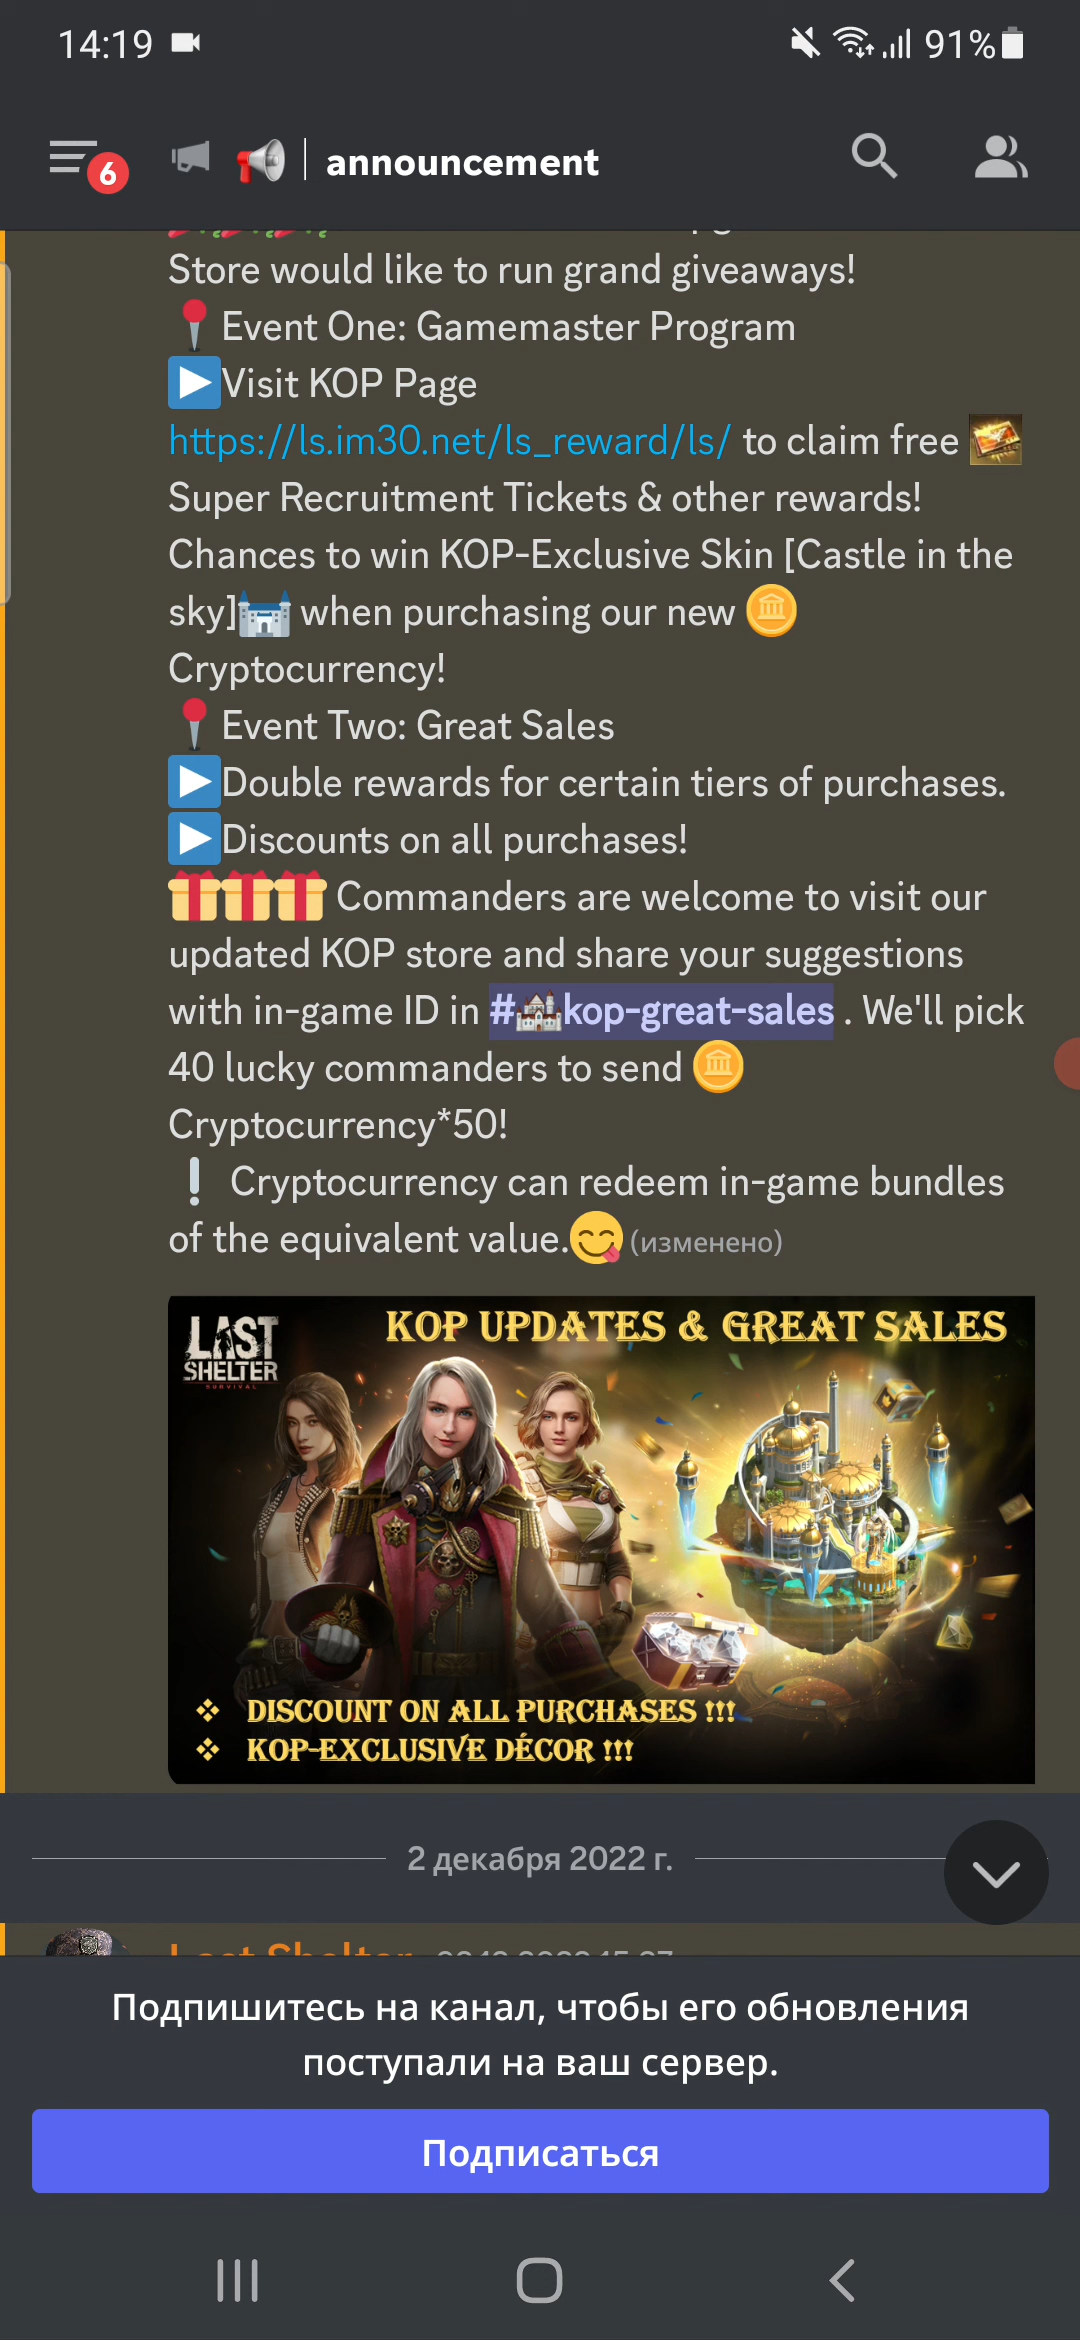 14:19
91%
6
announcement
Store would like to run grand giveaways!
Event One: Gamemaster Program
Visit KOP Page
https://ls.im30.net/ls_reward/ls/ to claim free
Super Recruitment Tickets & other rewards!
Chances to win KOP-Exclusive Skin [Castle in the
sky] when purchasing our new
Cryptocurrency!
Event Two: Great Sales
Double rewards for certain tiers of purchases.
Discounts on all purchases!
Commanders are welcome to visit our
updated KOP store and share your suggestions
with in-game ID in #kop-great-sales . We'll pick
40 lucky commanders to send
Cryptocurrency*50!
Cryptocurrency can redeem in-game bundles
of the equivalent value. (изменено)
LAST
SHELTER
SURVIVAL
KOP UPDATES & GREAT SALES
DISCOUNT ON ALL PURCHASES !!!
KOP-EXCLUSIVE DÉCOR !!!
2 декабря 2022 г.
Last Shelter
Подпишитесь на канал, чтобы его обновления
поступали на ваш сервер.
Подписаться